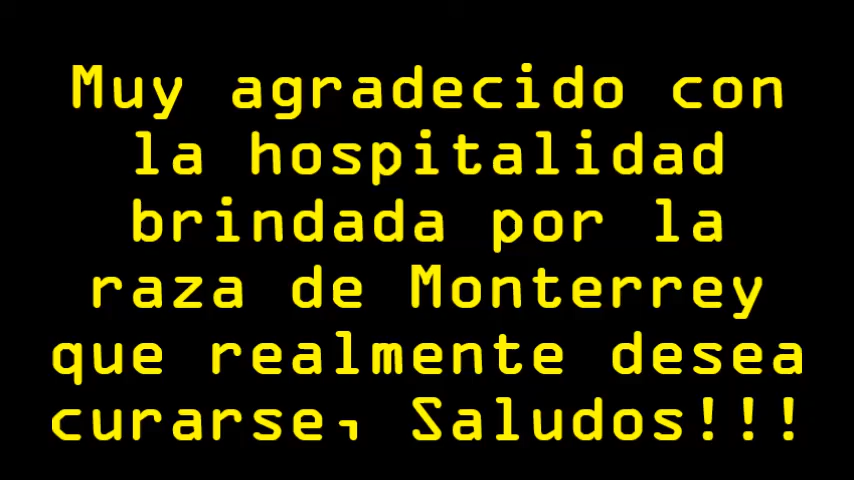 Muy agradecido con
la hospitalidad
brindada por la
raza de Monterrey
que realmente desea
curarse, Saludos!!!